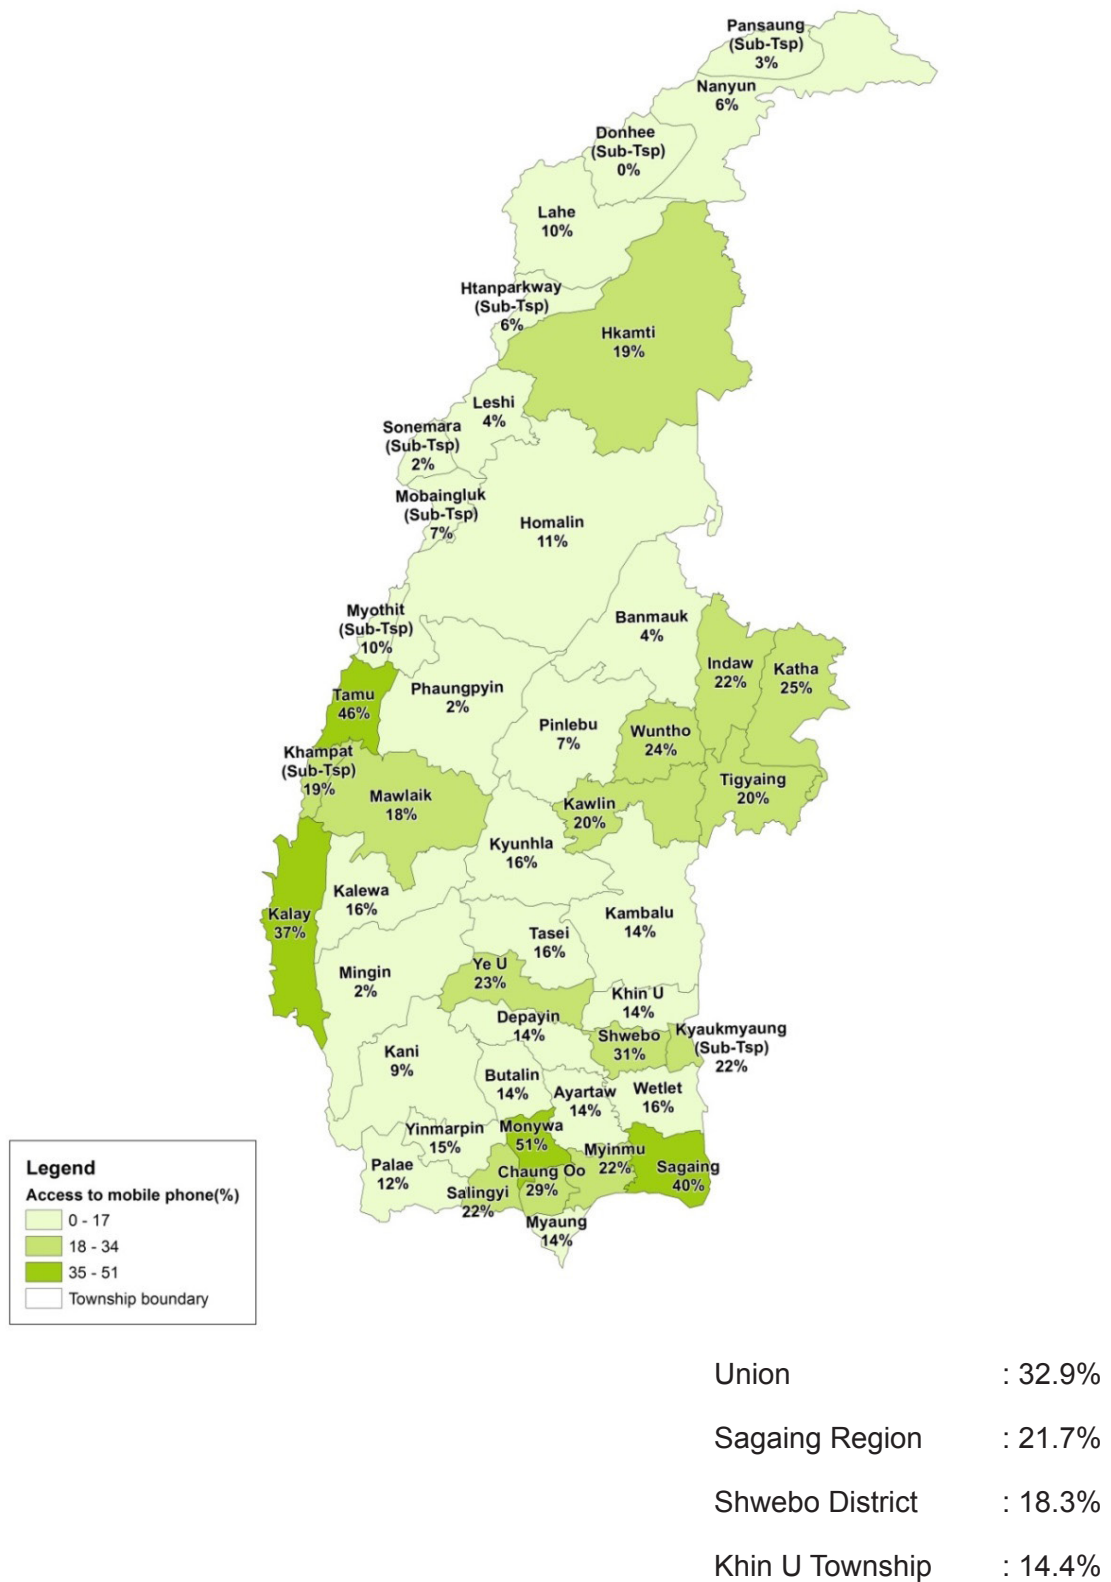 Pansaung
(Sub-Tsp)
3%
Nanyun
6%
Donhee
(Sub-Tsp)
0%
Lahe
10%
Htanparkway
(Sub-Tsp)
6%
Hkamti
19%
Leshi
4%
Sonemara
(Sub-Tsp)
2%
Mobaingluk
(Sub-Tsp)
7%
Homalin
11%
Myothit
(Sub-Tsp)
10%
Banmauk
4%
Indaw
22%
Katha
25%
Tamu
46%
Phaungpyin
2%
Pinlebu
7%
Wuntho
24%
Khampat
(Sub-Tsp)
19%
Mawlaik
18%
Kawlin
20%
Tigyaing
20%
Kyunhla
16%
Kalewa
16%
Kalay
37%
Kambalu
14%
Tasei
16%
Mingin
2%
Ye U
23%
Khin U
14%
Depayin
14%
Shwebo
31%
Kyaukmyaung
(Sub-Tsp)
22%
Kani
9%
Butalin
14%
Ayartaw
14%
Wetlet
16%
Yinmarpin
15%
Monywa
51%
Myinmu
22%
Sagaing
40%
Palae
12%
Salingyi
22%
Chaung Oo
29%
Myaung
14%
Legend
Access to mobile phone(%)
0 - 17
18 - 34
35 - 51
Township boundary
Union : 32.9%
Sagaing Region : 21.7%
Shwebo District : 18.3%
Khin U Township : 14.4%